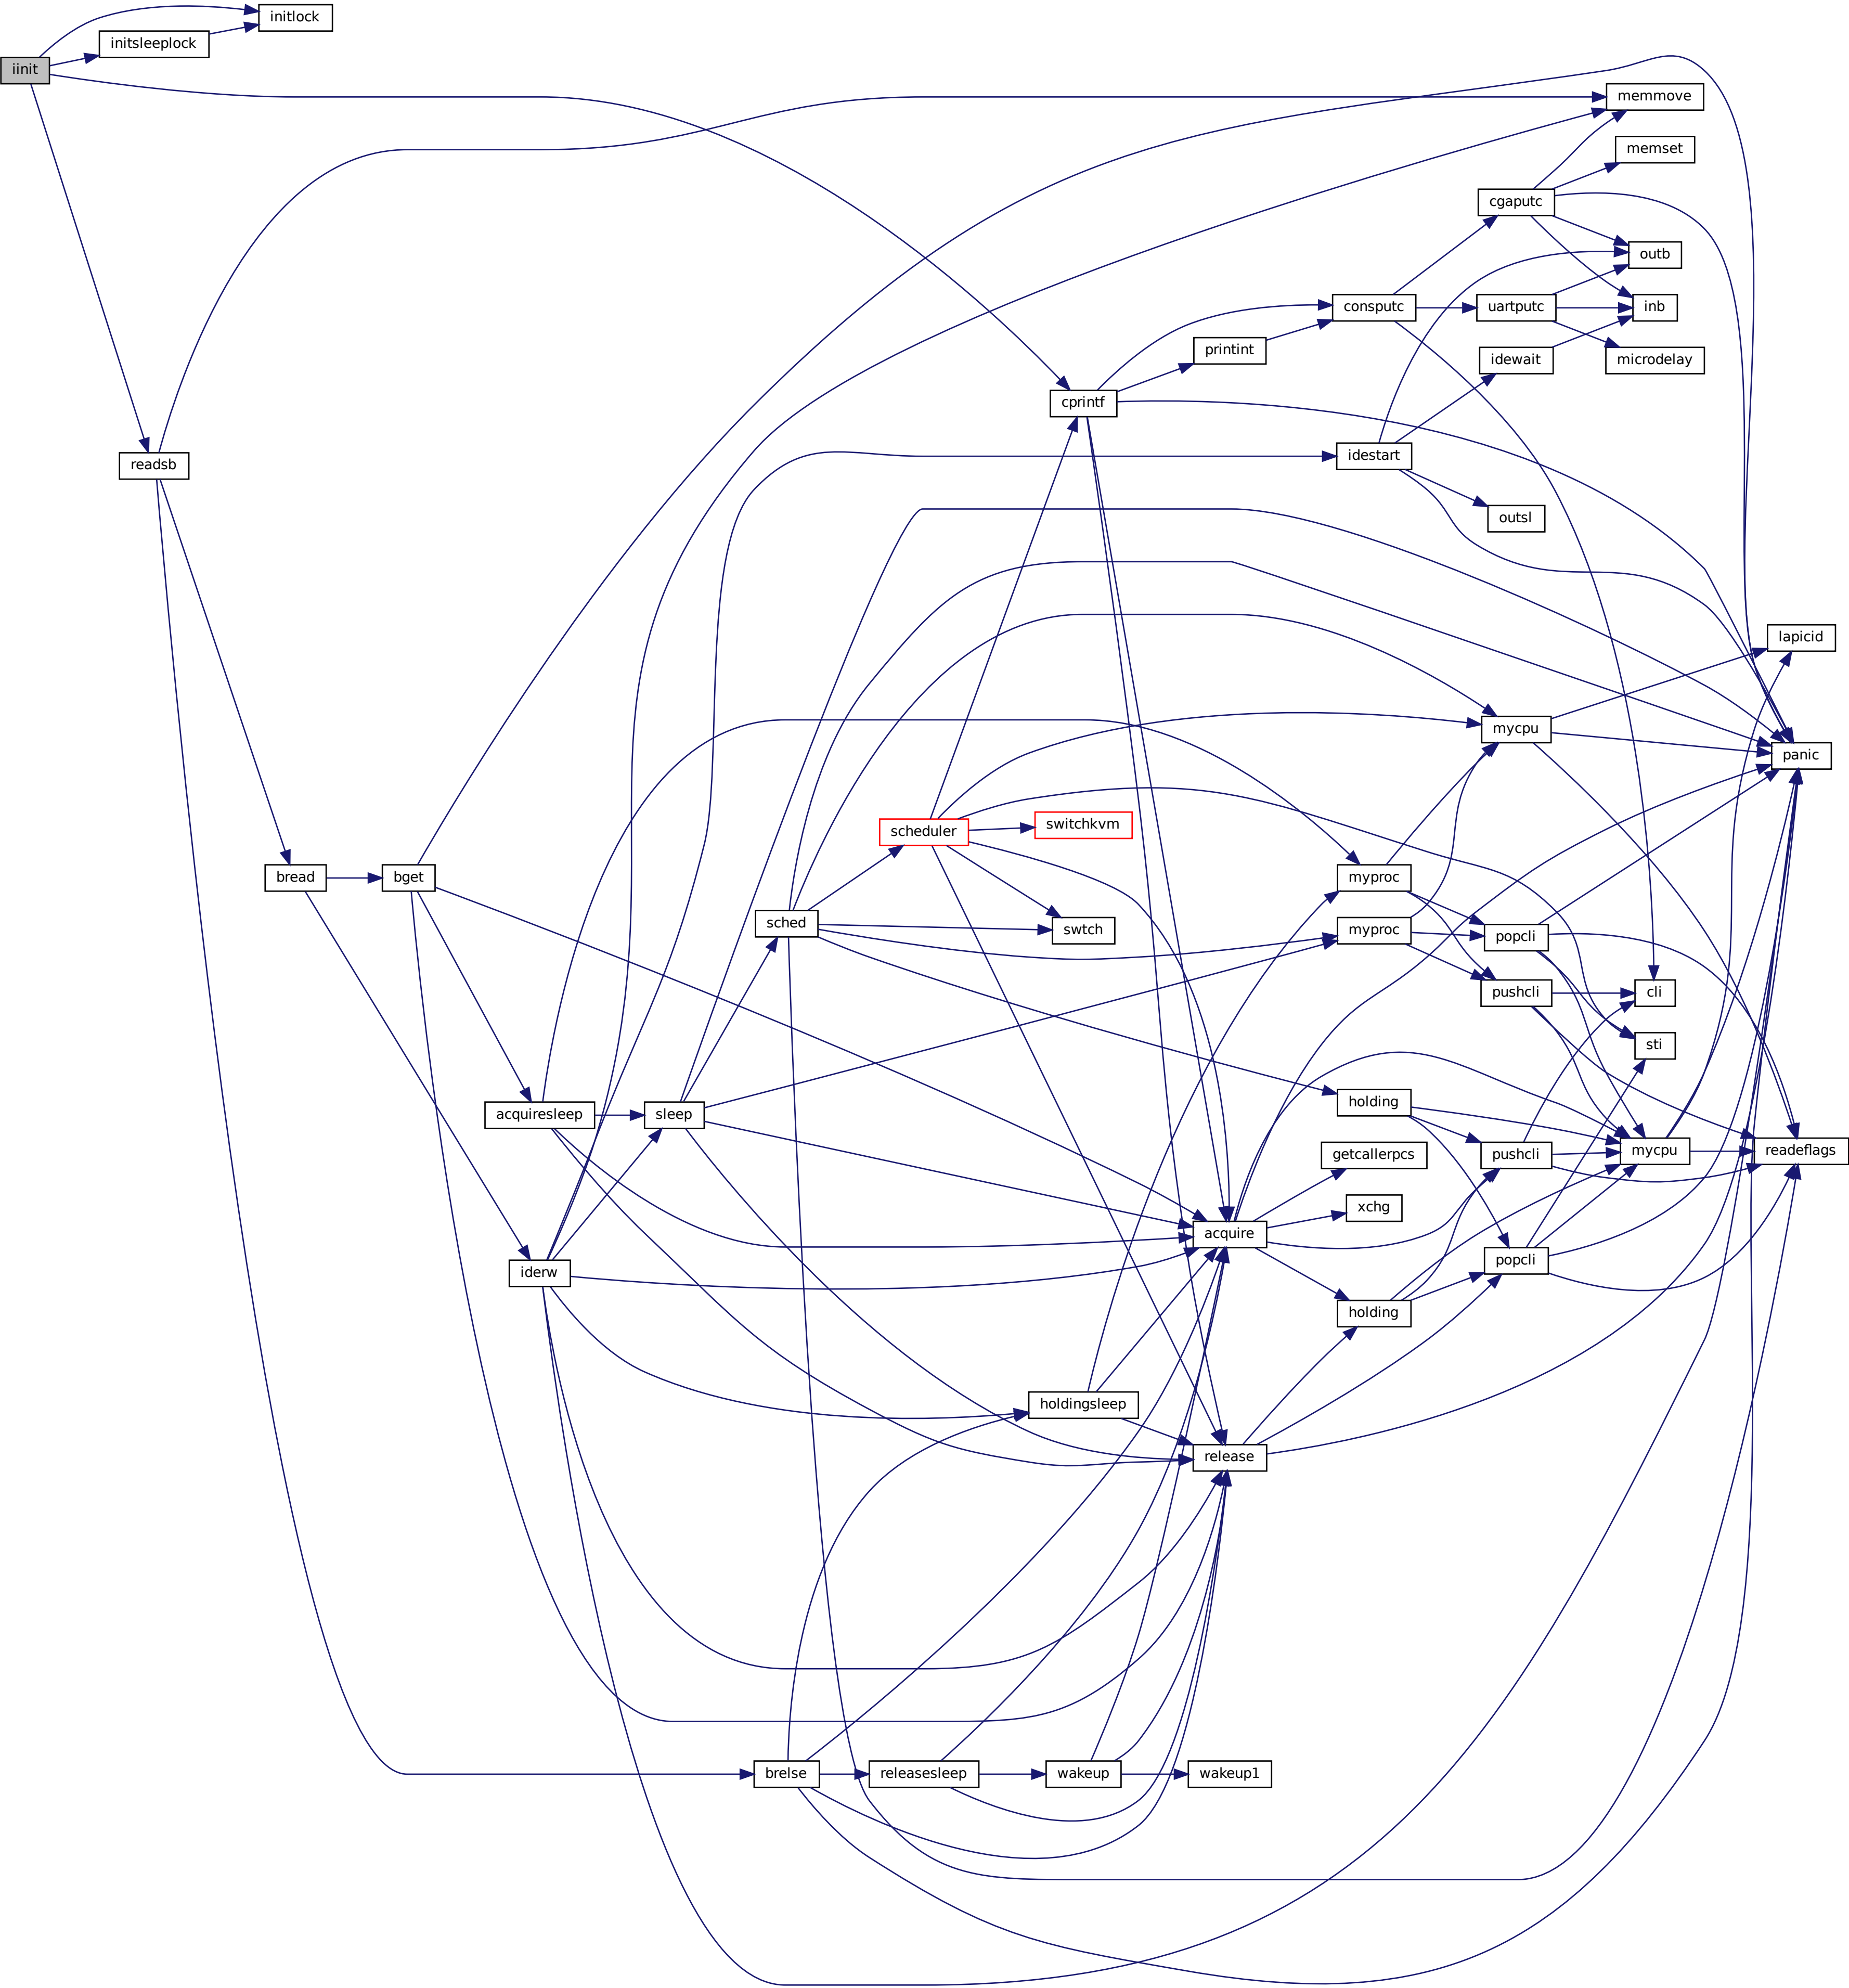 initlock
initsleeplock
iinit
memmove
memset
cgaputc
outb
consputc
uartputc
inb
printint
idewait
microdelay
cprintf
idestart
readsb
outsl
lapicid
mycpu
panic
switchkvm
scheduler
bread
bget
myproc
sched
swtch
myproc
popcli
pushcli
cli
sti
acquiresleep
sleep
holding
getcallerpcs
pushcli
mycpu
readeflags
xchg
acquire
iderw
popcli
holding
holdingsleep
release
brelse
releasesleep
wakeup
wakeup1